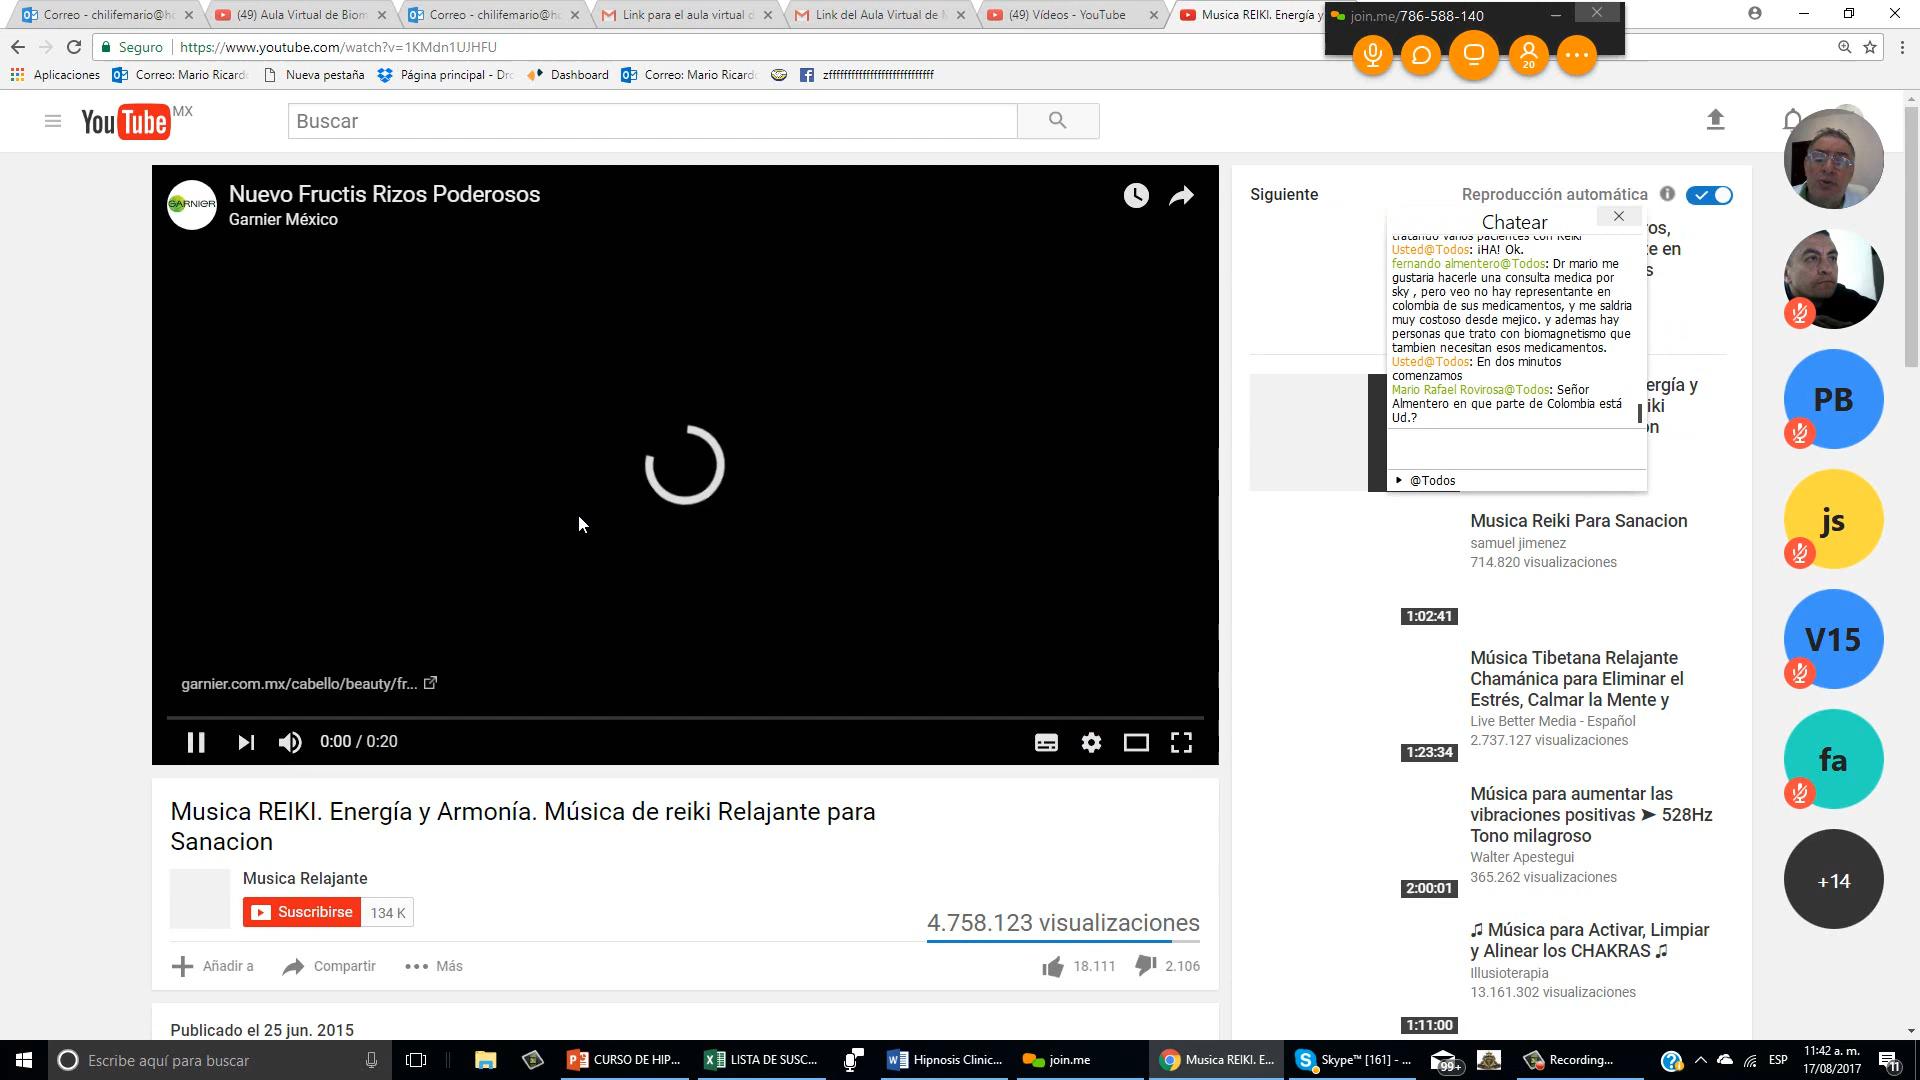 Correo - chilifemario@h
(49) Aula Virtual de Biom
Correo - chilifemario@h
Link para el aula virtual d
Link del Aula Virtual de
(49) Vídeos - YouTube
Musica REIKI. Energía y
join.me/786-588-140
Seguro
https://www.youtube.com/watch?v=1KMdn1UJHFU
20
Aplicaciones
Correo: Mario Ricard
Nueva pestaña
Página principal - Dr
Dashboard
Correo: Mario Ricard
YouTube MX
Buscar
GARNIER
Nuevo Fructis Rizos Poderosos
Garnier México
garnier.com.mx/cabello/beauty/fr...
0:00 / 0:20
Siguiente
Reproducción automática
Chatear
tratando varios pacientes con Reiki
Usted@Todos: ¡HA! Ok.
fernando almentero@Todos: Dr mario me
gustaria hacerle una consulta medica por
sky , pero veo no hay representante en
colombia de sus medicamentos, y me saldria
muy costoso desde mejico. y ademas hay
personas que trato con biomagnetismo que
tambien necesitan esos medicamentos.
Usted@Todos: En dos minutos
comenzamos
Mario Rafael Rovirosa@Todos: Señor
Almentero en que parte de Colombia está
Ud.?
@Todos
os,
e en
s
ergía y
iki
n
Musica Reiki Para Sanacion
samuel jimenez
714.820 visualizaciones
1:02:41
Música Tibetana Relajante
Chamánica para Eliminar el
Estrés, Calmar la Mente y
Live Better Media - Español
2.737.127 visualizaciones
1:23:34
Música para aumentar las
vibraciones positivas ➤ 528Hz
Tono milagroso
Walter Apestegui
365.262 visualizaciones
2:00:01
♫ Música para Activar, Limpiar
y Alinear los CHAKRAS ♫
Illusioterapia
13.161.302 visualizaciones
1:11:00
PB
js
V15
fa
+14
Musica REIKI. Energía y Armonía. Música de reiki Relajante para
Sanacion
Musica Relajante
Suscribirse
134 K
4.758.123 visualizaciones
Añadir a
Compartir
Más
18.111
2.106
Publicado el 25 jun. 2015
Escribe aquí para buscar
CURSO DE HIP...
LISTA DE SUSC...
Hipnosis Clinic...
join.me
Musica REIKI. E...
Skype™ [161] - ...
99+
Recording...
ESP
11:42 a. m.
17/08/2017
11